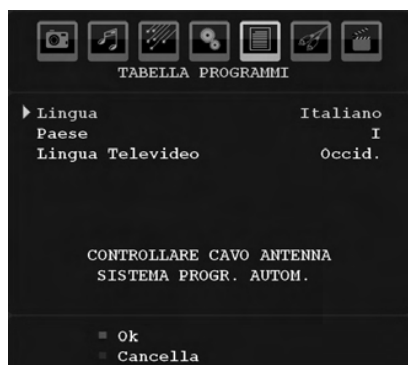 TABELLA PROGRAMMI
Lingua Italiano
Paese I
Lingua Televideo Occid.
CONTROLLARE CAVO ANTENNA
SISTEMA PROGR. AUTOM.
Ok
Cancella